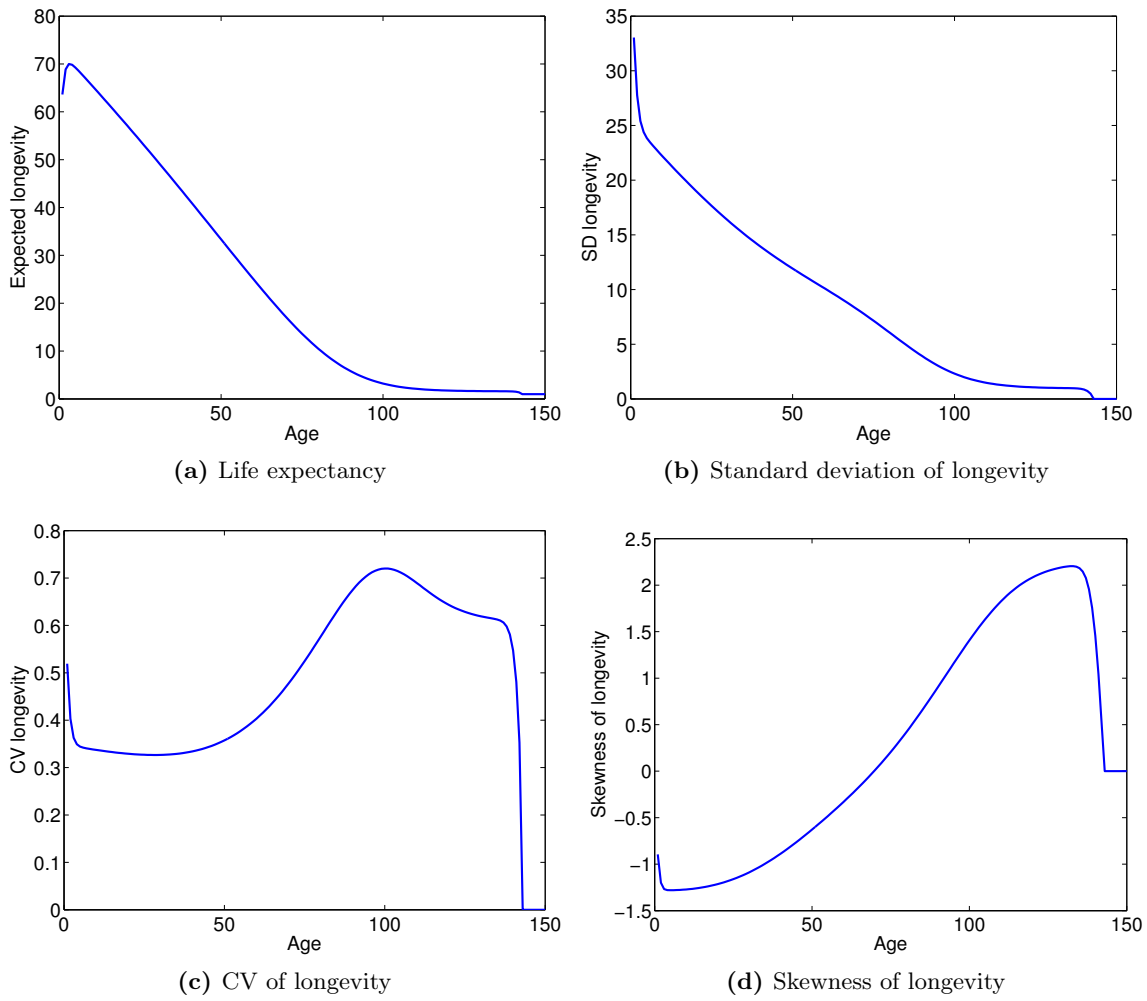 80
70
60
50
40
30
20
10
0
Expected longevity
0 50 100 150
Age
(a) Life expectancy
35
30
25
20
15
10
5
0
SD longevity
0 50 100 150
Age
(b) Standard deviation of longevity
0.8
0.7
0.6
0.5
0.4
0.3
0.2
0.1
0
CV longevity
0 50 100 150
Age
(c) CV of longevity
2.5
2
1.5
1
0.5
0
−0.5
−1
−1.5
Skewness of longevity
0 50 100 150
Age
(d) Skewness of longevity